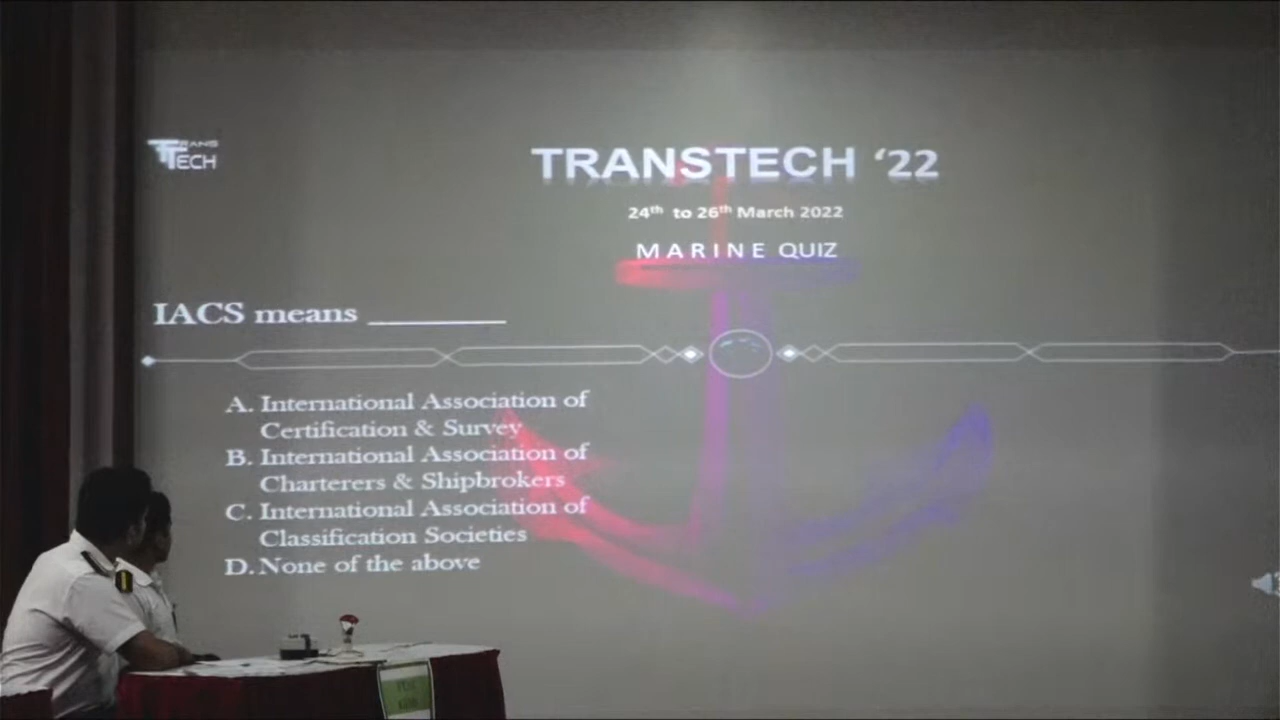 TRANS
TECH
TRANSTECH ‘22
24th to 26th March 2022
MARINE QUIZ
IACS means ________
A. International Association of
Certification & Survey
B. International Association of
Charterers & Shipbrokers
C. International Association of
Classification Societies
D. None of the above